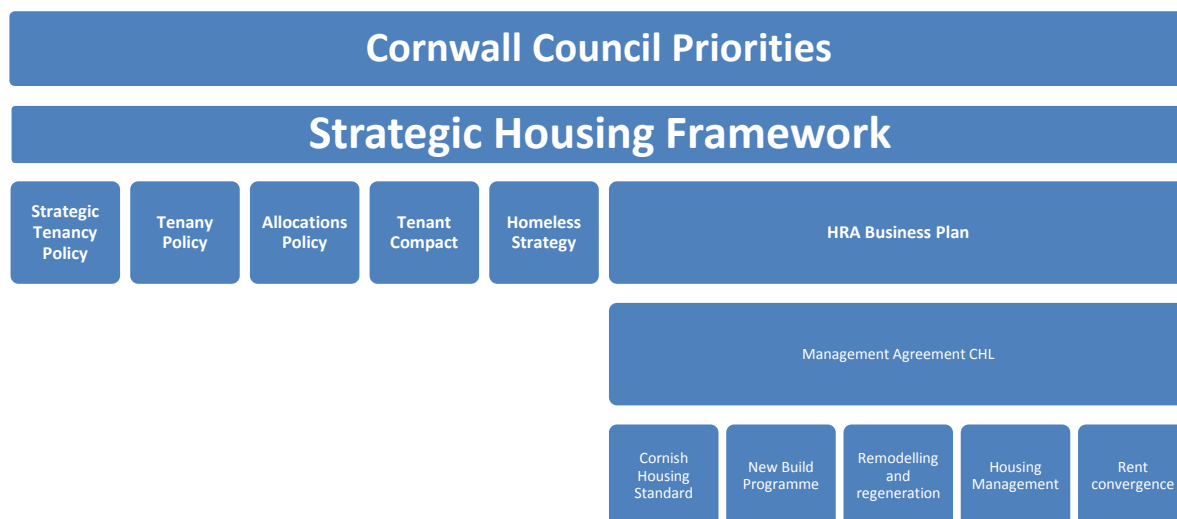 Cornwall Council Priorities
Strategic Housing Framework
Strategic
Tenancy
Policy
Tenany
Policy
Allocations
Policy
Tenant
Compact
Homeless
Strategy
HRA Business Plan
Management Agreement CHL
Cornish
Housing
Standard
New Build
Programme
Remodelling
and
regeneration
Housing
Management
Rent
convergence